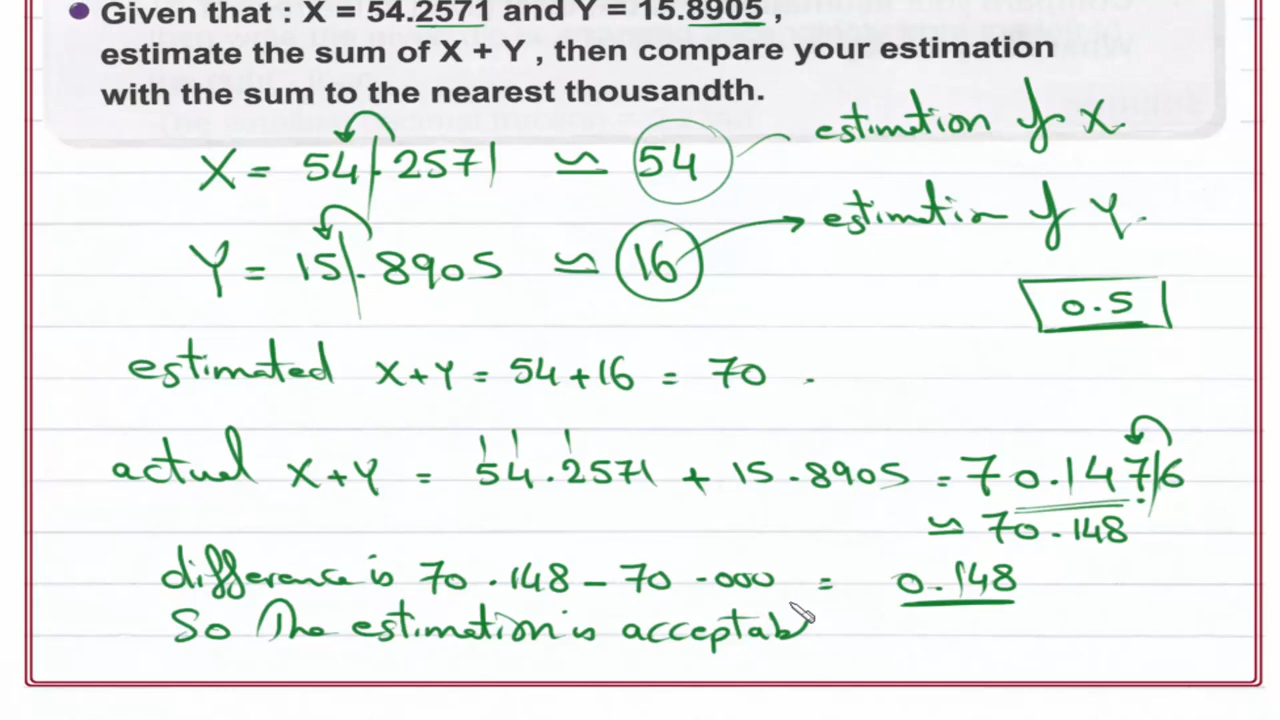 Given that : X = 54.2571 and Y = 15.8905 ,
estimate the sum of X + Y , then compare your estimation
with the sum to the nearest thousandth.
X = 54.2571 ≃ 54 estimation of X
Y = 15.8905 ≃ 16 estimation of Y.
0.5
estimated X+Y = 54+16 = 70 .
actual X+Y = 54.2571 + 15.8905 = 70.1476
≃ 70.148
difference is 70.148 - 70.000 = 0.148
So The estimation is acceptab